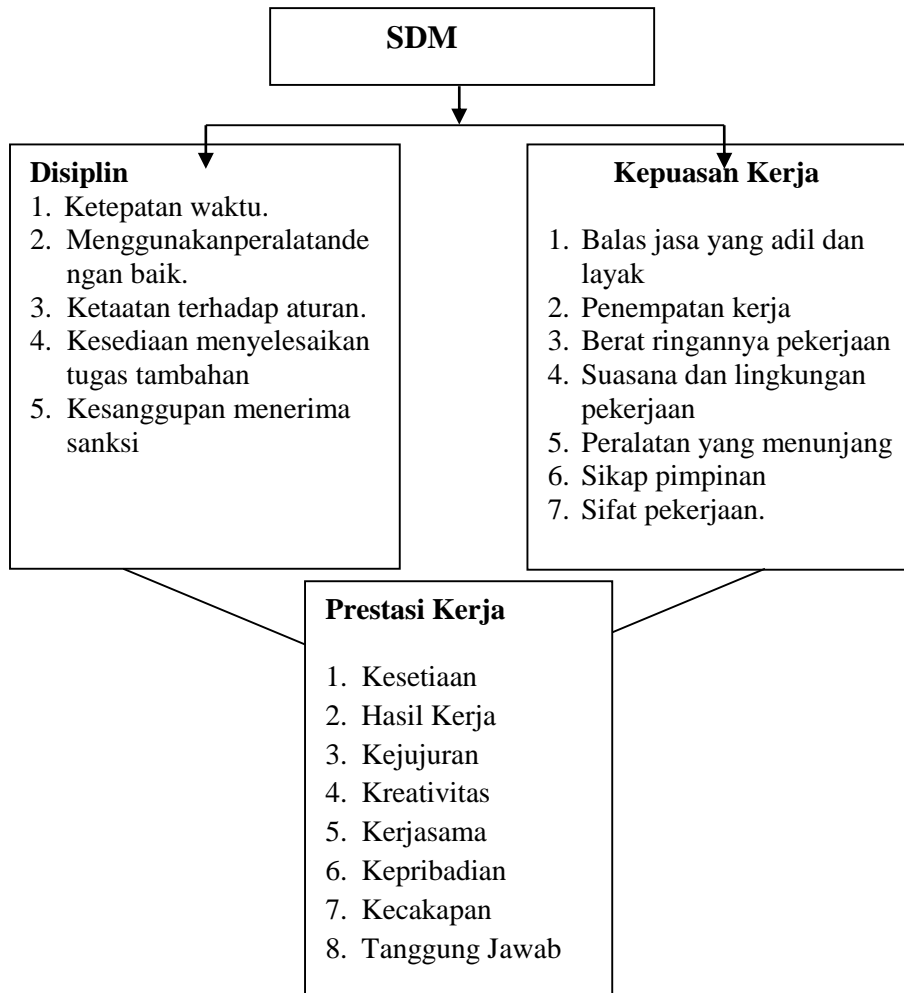 SDM
Disiplin
1. Ketepatan waktu.
2. Menggunakanperalatande
ngan baik.
3. Ketaatan terhadap aturan.
4. Kesediaan menyelesaikan
tugas tambahan
5. Kesanggupan menerima
sanksi
Kepuasan Kerja
1. Balas jasa yang adil dan
layak
2. Penempatan kerja
3. Berat ringannya pekerjaan
4. Suasana dan lingkungan
pekerjaan
5. Peralatan yang menunjang
6. Sikap pimpinan
7. Sifat pekerjaan.
Prestasi Kerja
1. Kesetiaan
2. Hasil Kerja
3. Kejujuran
4. Kreativitas
5. Kerjasama
6. Kepribadian
7. Kecakapan
8. Tanggung Jawab